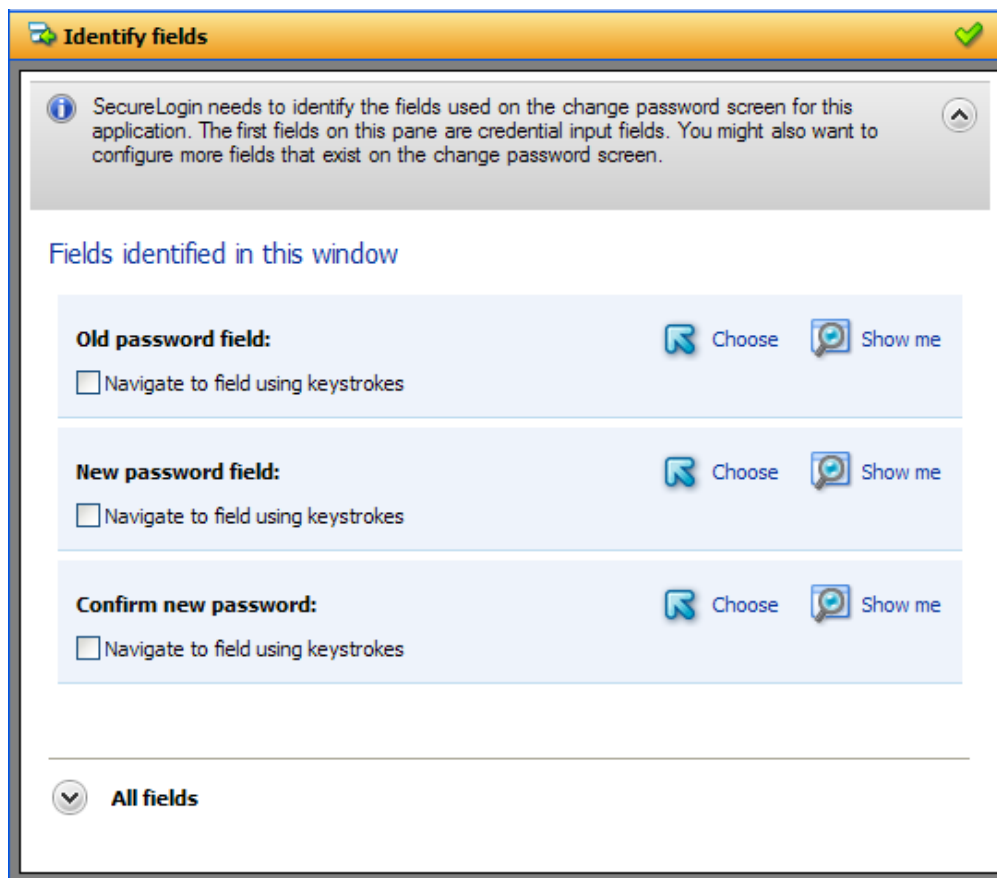 Identify fields
SecureLogin needs to identify the fields used on the change password screen for this
application. The first fields on this pane are credential input fields. You might also want to
configure more fields that exist on the change password screen.
Fields identified in this window
Old password field:
Choose
Show me
Navigate to field using keystrokes
New password field:
Choose
Show me
Navigate to field using keystrokes
Confirm new password:
Choose
Show me
Navigate to field using keystrokes
All fields